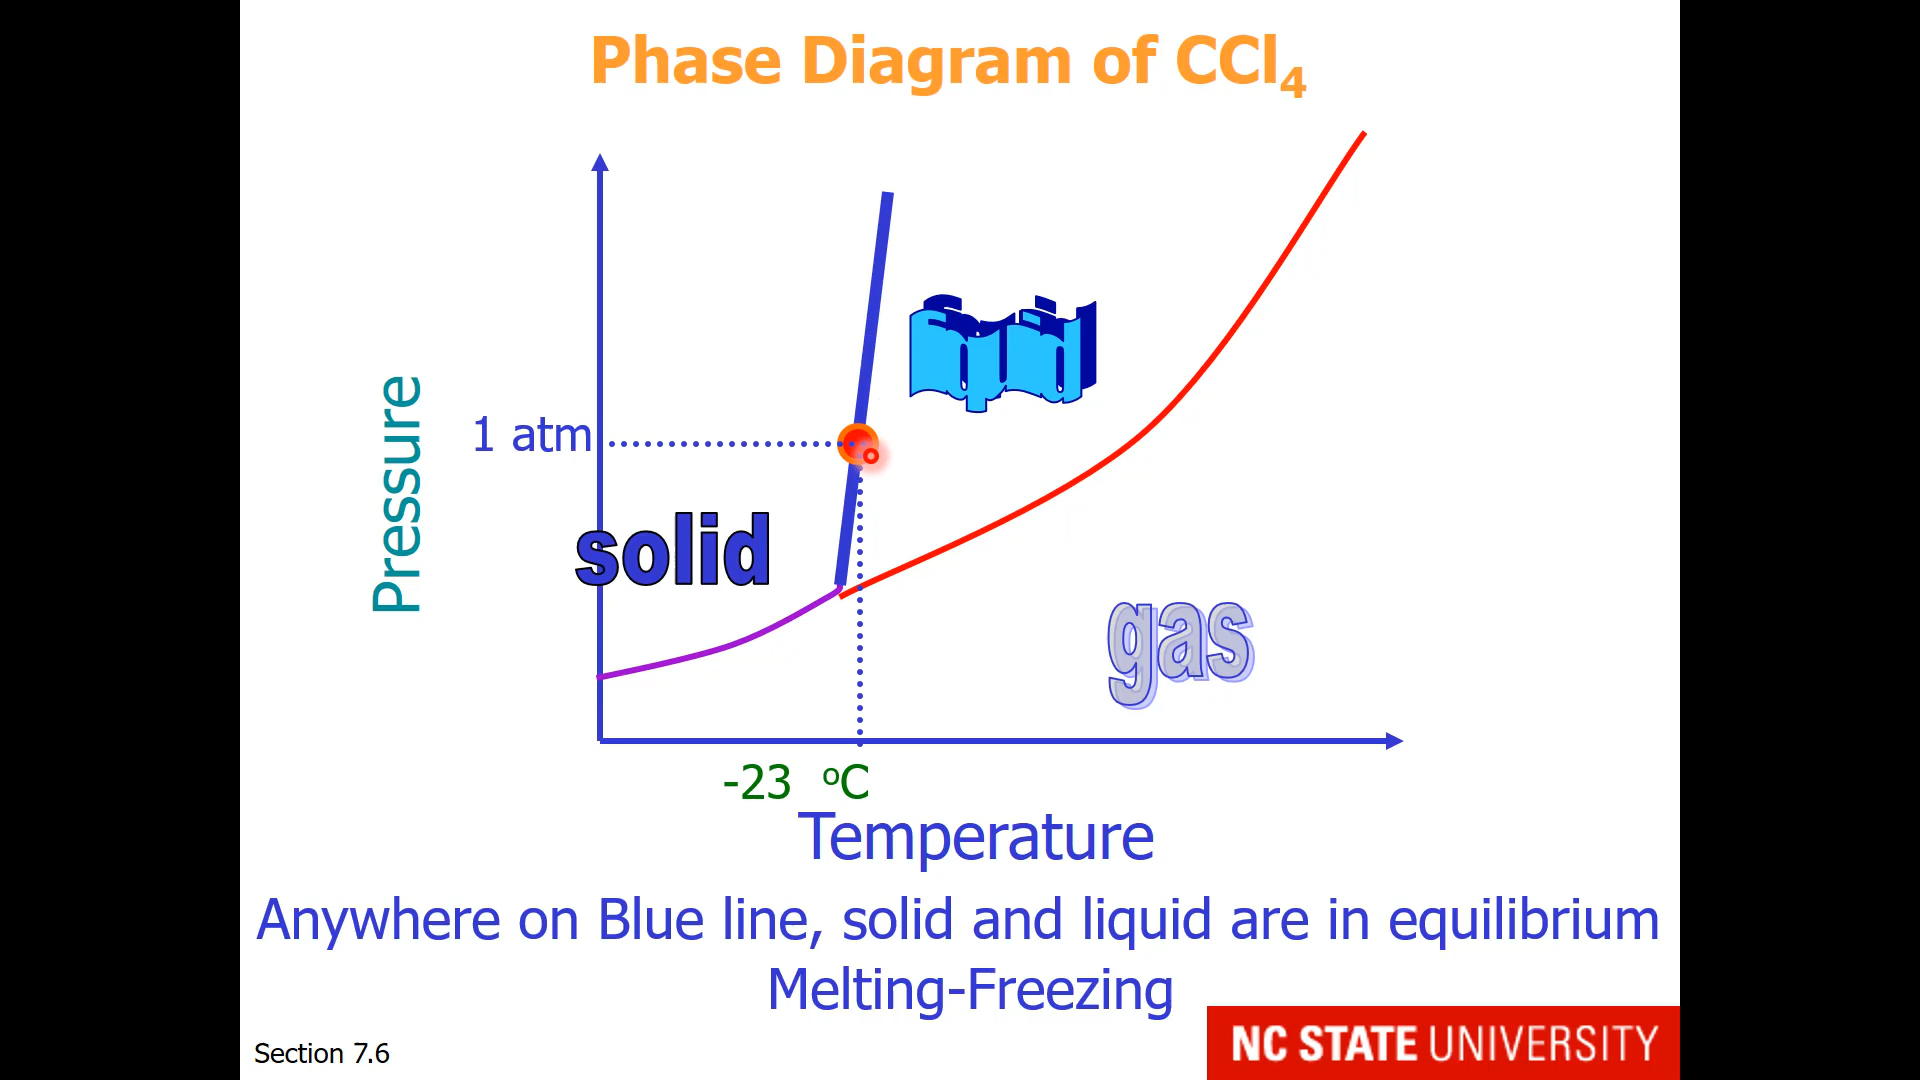 Phase Diagram of CCl₄
Pressure
1 atm
liquid
solid
gas
-23 °C
Temperature
Anywhere on Blue line, solid and liquid are in equilibrium
Melting-Freezing
Section 7.6
NC STATE UNIVERSITY